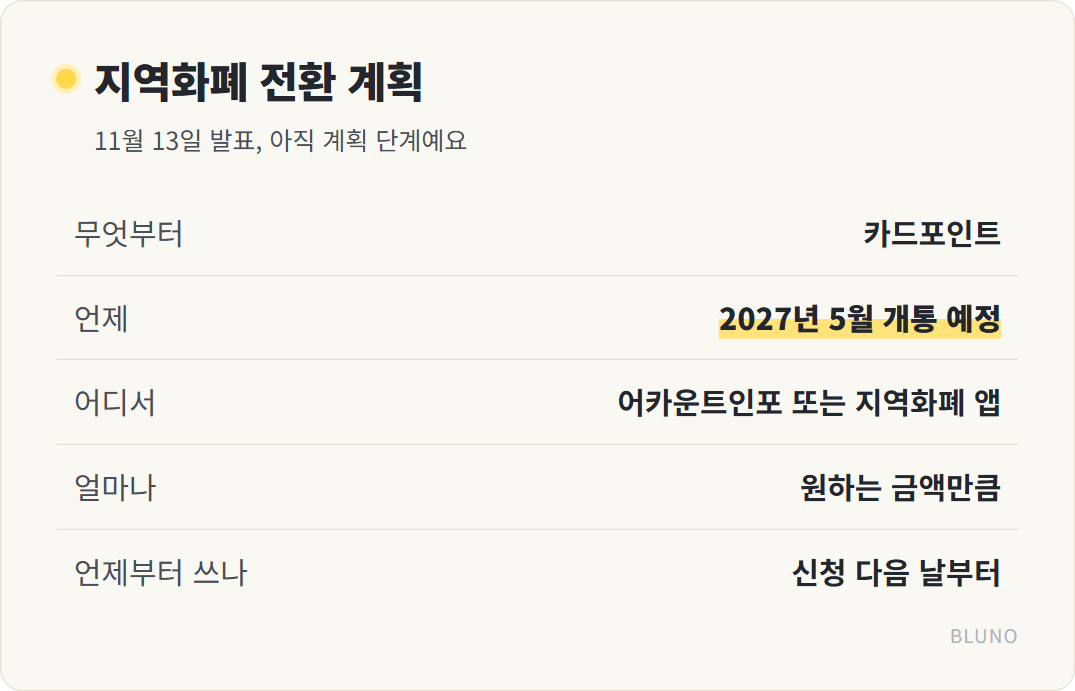 지역화폐 전환 계획
11월 13일 발표, 아직 계획 단계예요
무엇부터 카드포인트
언제 2027년 5월 개통 예정
어디서 어카운트인포 또는 지역화폐 앱
얼마나 원하는 금액만큼
언제부터 쓰나 신청 다음 날부터
BLUNO